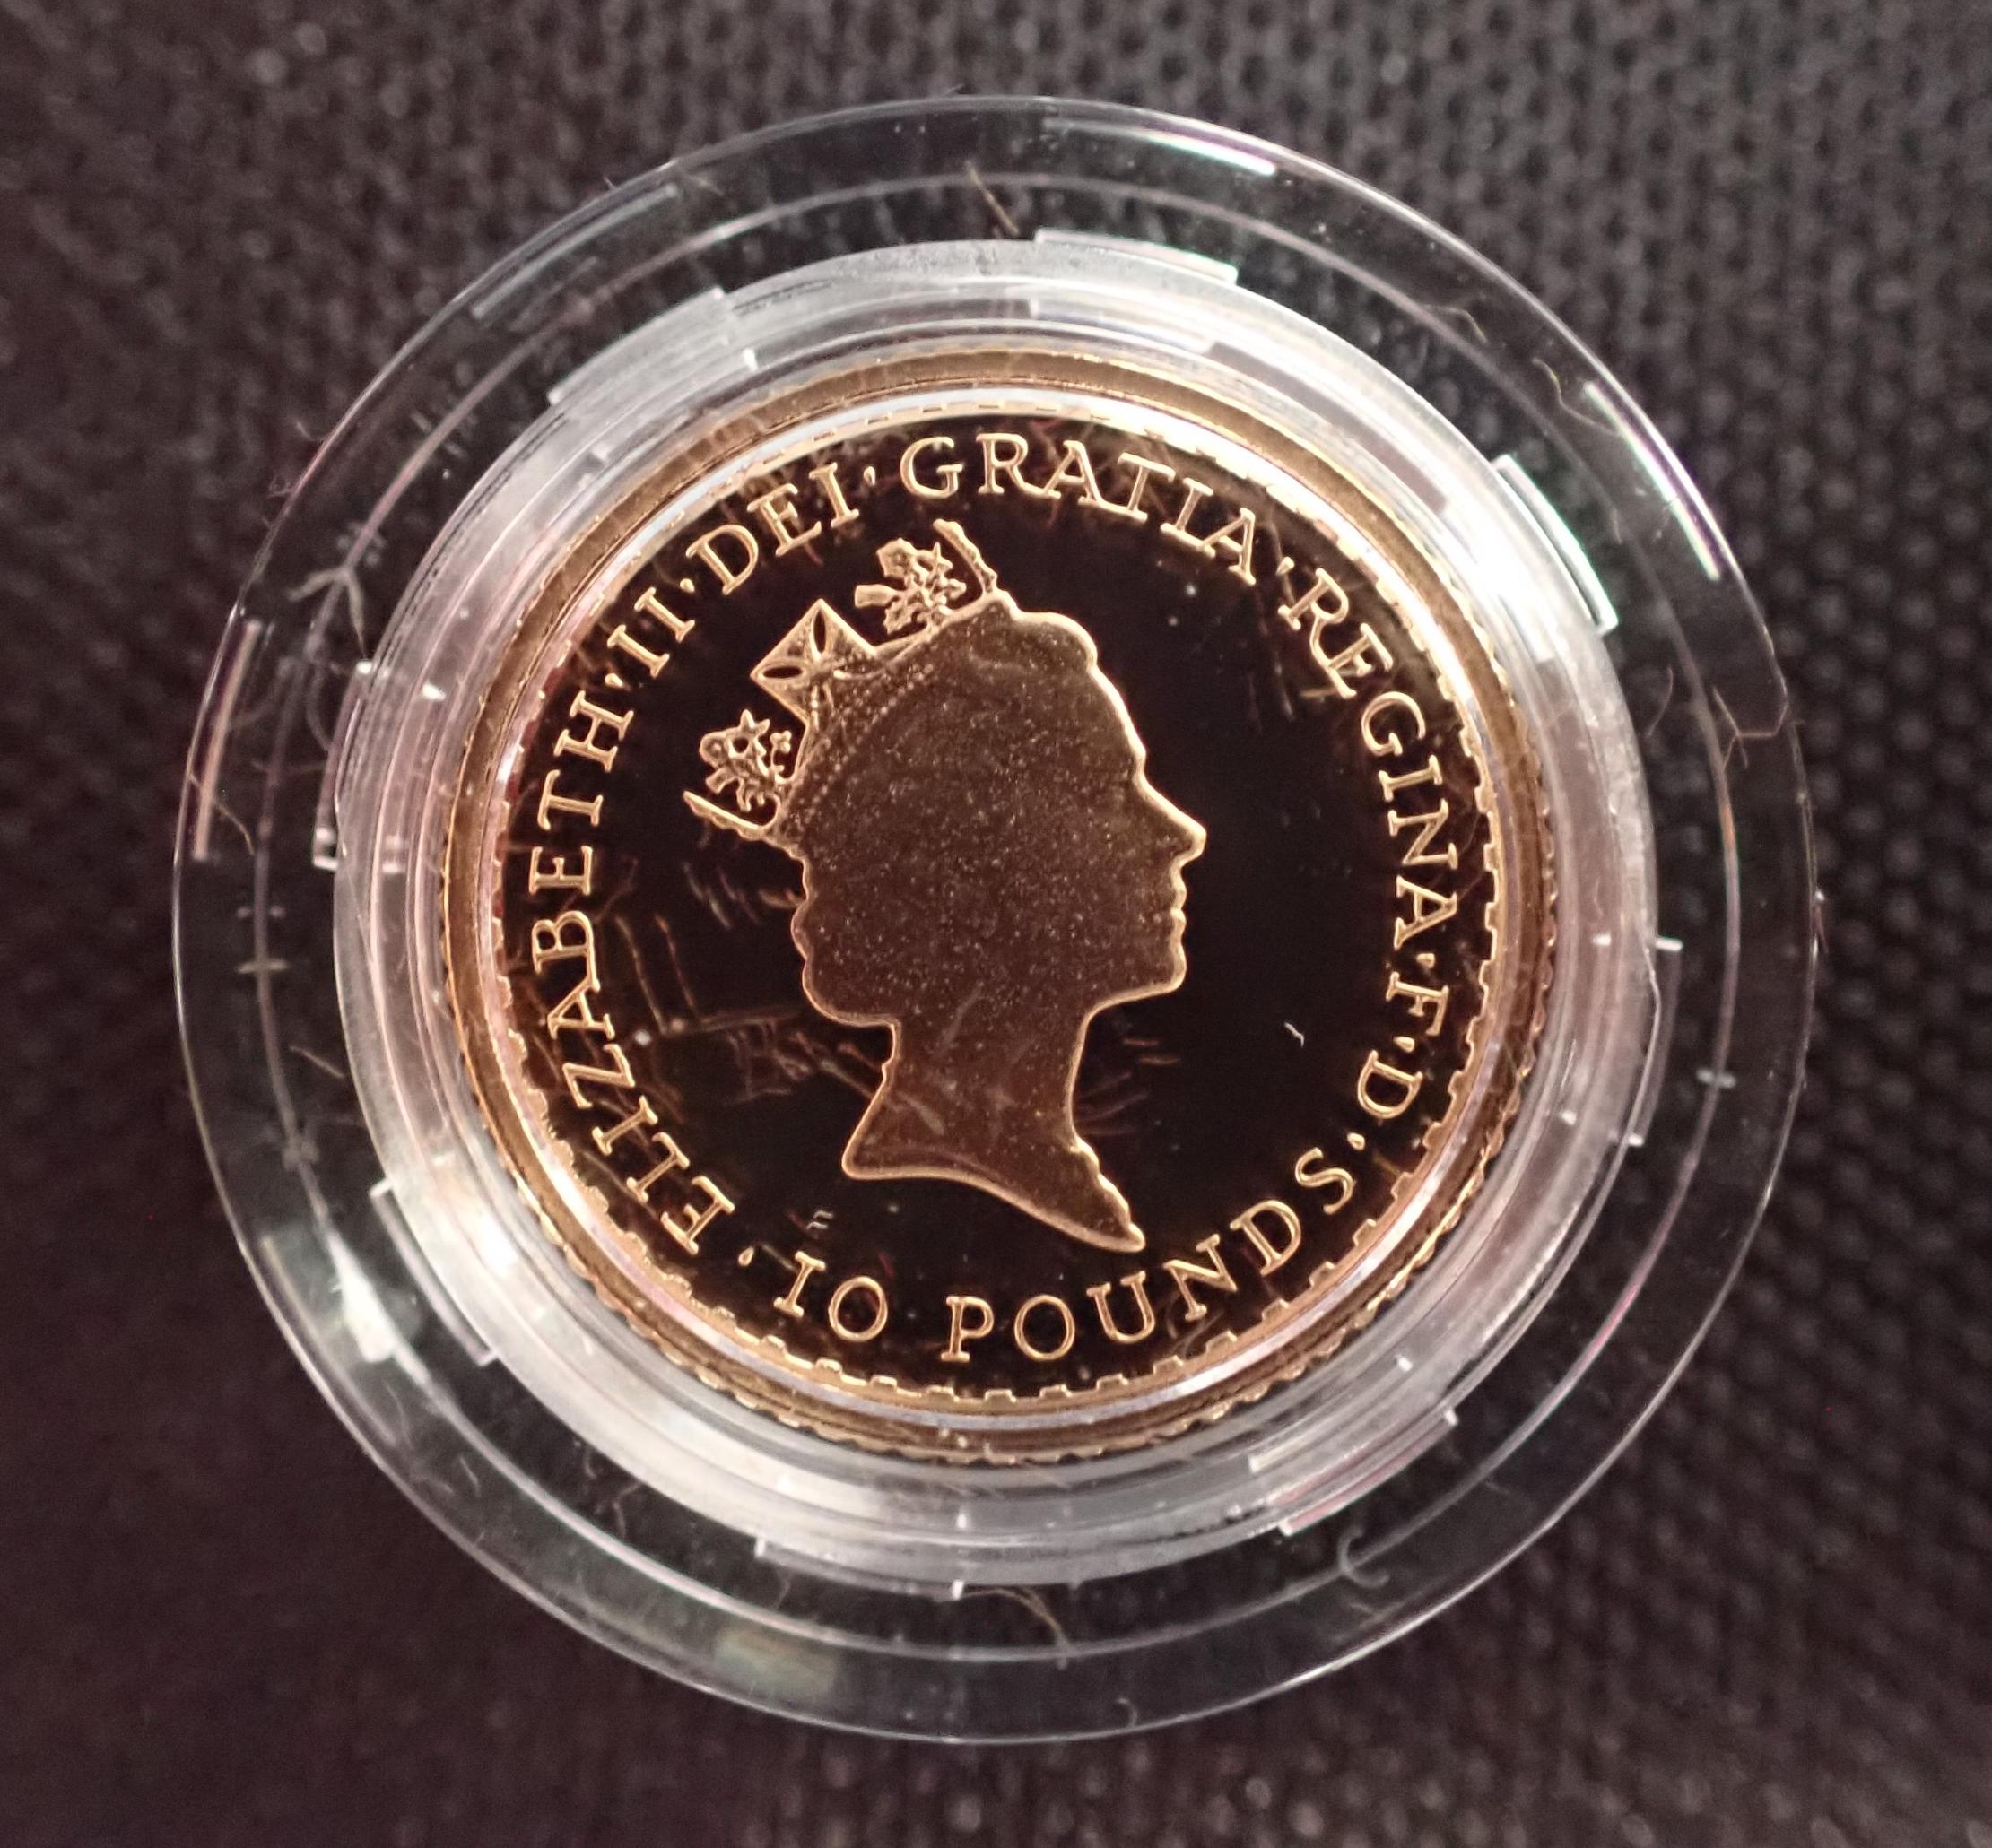 ELIZABETH·II·DEI·GRATIA·REGINA·F·D·
10 POUNDS